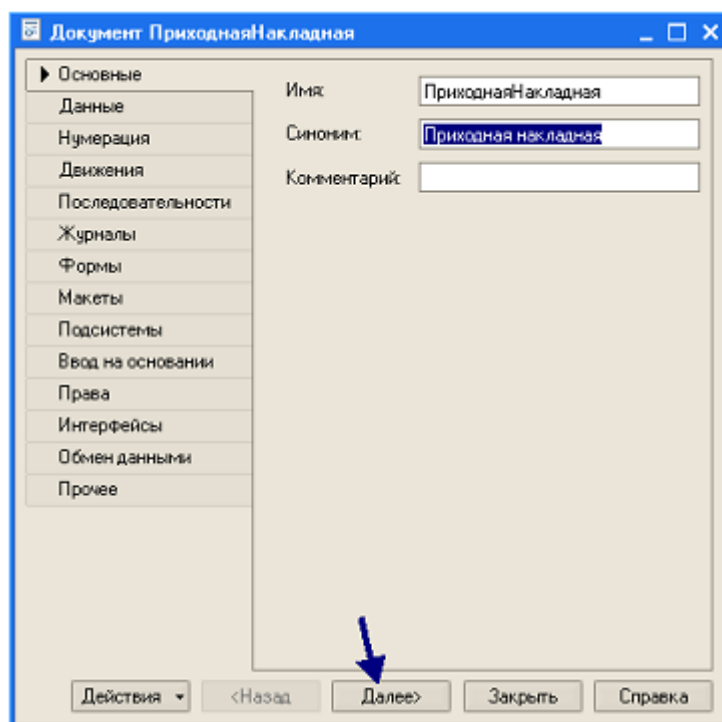 Документ ПриходнаяНакладная
Основные
Данные
Нумерация
Движения
Последовательности
Журналы
Формы
Макеты
Подсистемы
Ввод на основании
Права
Интерфейсы
Обмен данными
Прочее
Имя: ПриходнаяНакладная
Синоним: Приходная накладная
Комментарий:
Действия <Назад Далее> Закрыть Справка